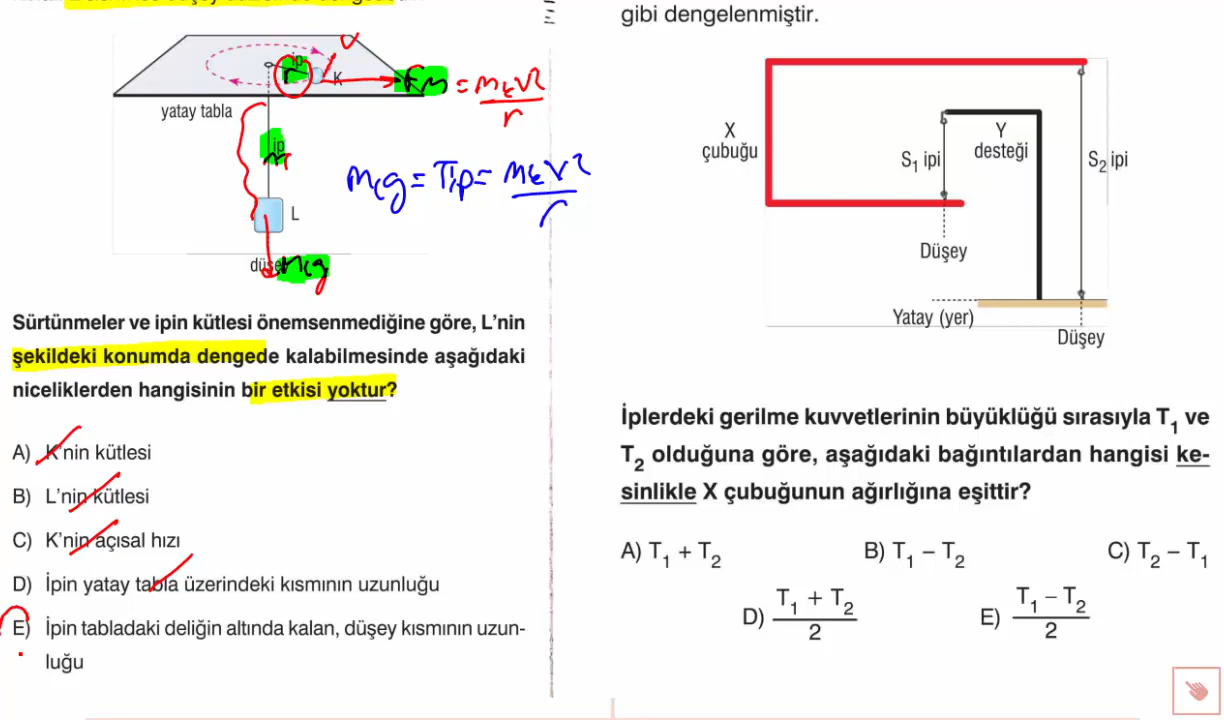 gibi dengelenmiştir.
ip
K
yatay tabla
ip
L
Fm = mkv2
r
mLg = Tip = mkv2
r
mLg
Sürtünmeler ve ipin kütlesi önemsenmediğine göre, L’nin
şekildeki konumda dengede kalabilmesinde aşağıdaki
niceliklerden hangisinin bir etkisi yoktur?
A) K’nin kütlesi
B) L’nin kütlesi
C) K’nin açısal hızı
D) İpin yatay tabla üzerindeki kısmının uzunluğu
E) İpin tabladaki deliğin altında kalan, düşey kısmının uzun-
luğu
X
çubuğu
S1 ipi
Y
desteği
S2 ipi
Düşey
Yatay (yer)
Düşey
İplerdeki gerilme kuvvetlerinin büyüklüğü sırasıyla T1 ve
T2 olduğuna göre, aşağıdaki bağıntılardan hangisi ke-
sinlikle X çubuğunun ağırlığına eşittir?
A) T1 + T2 B) T1 − T2 C) T2 − T1
D) T1 + T2 E) T1 − T2
2 2